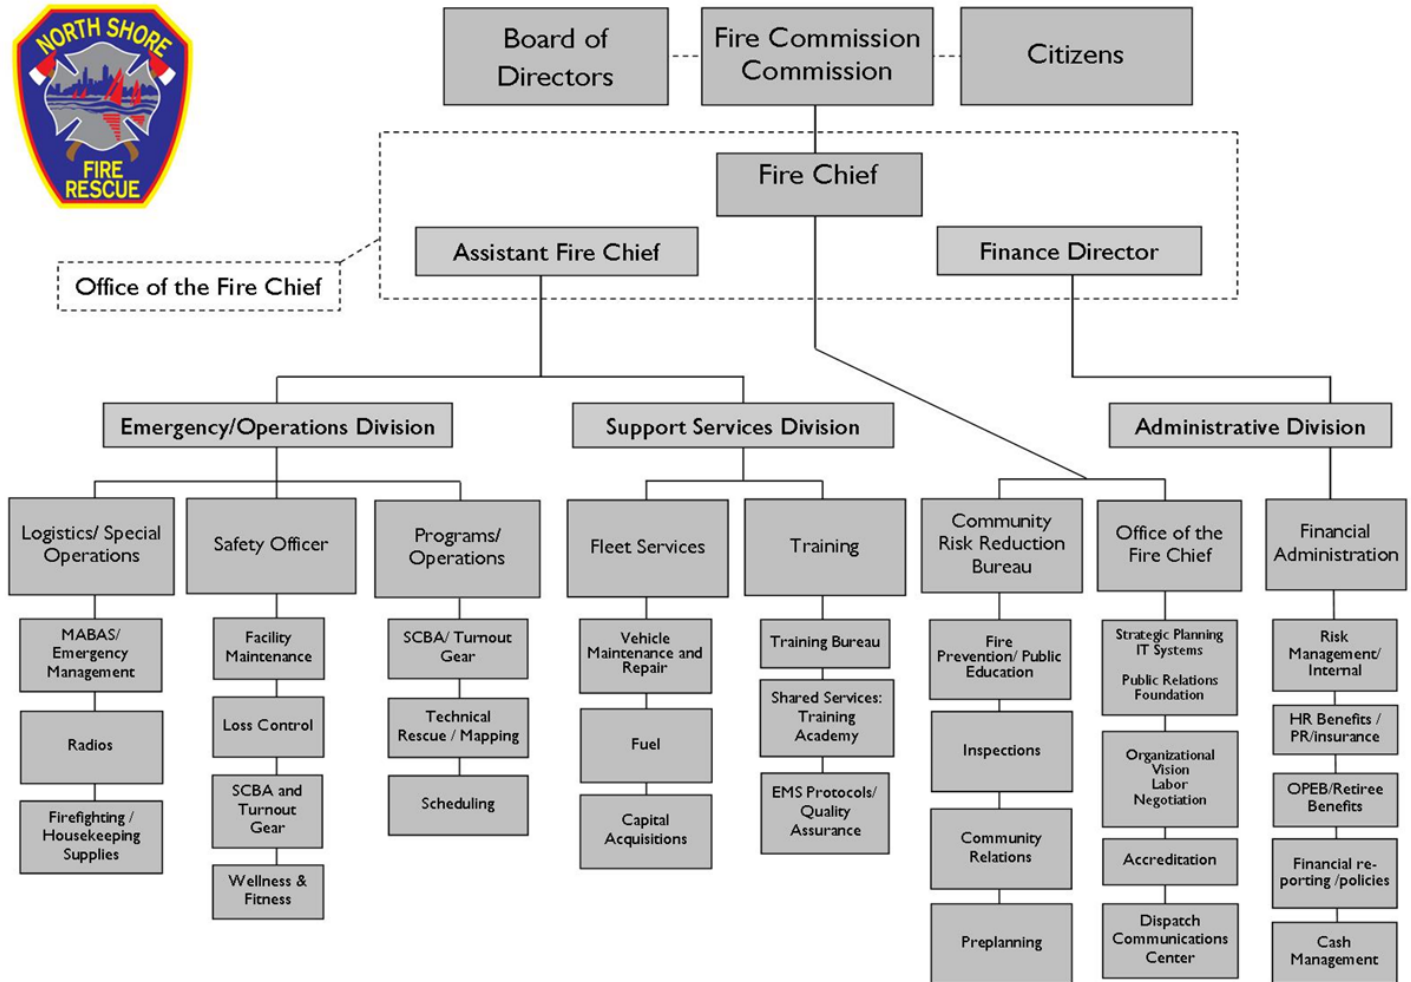 NORTH SHORE
FIRE
RESCUE
Board of
Directors
Fire Commission
Commission
Citizens
Fire Chief
Assistant Fire Chief
Finance Director
Office of the Fire Chief
Emergency/Operations Division
Support Services Division
Administrative Division
Logistics/ Special
Operations
Safety Officer
Programs/
Operations
Fleet Services
Training
Community
Risk Reduction
Bureau
Office of the
Fire Chief
Financial
Administration
MABAS/
Emergency
Management
Radios
Firefighting /
Housekeeping
Supplies
Facility
Maintenance
Loss Control
SCBA and
Turnout
Gear
Wellness &
Fitness
SCBA/ Turnout
Gear
Technical
Rescue / Mapping
Scheduling
Vehicle
Maintenance and
Repair
Fuel
Capital
Acquisitions
Training Bureau
Shared Services:
Training
Academy
EMS Protocols/
Quality
Assurance
Fire
Prevention/ Public
Education
Inspections
Community
Relations
Preplanning
Strategic Planning
IT Systems
Public Relations
Foundation
Organizational
Vision
Labor
Negotiation
Accreditation
Dispatch
Communications
Center
Risk
Management/
Internal
HR Benefits /
PR/insurance
OPEB/Retiree
Benefits
Financial re-
porting /policies
Cash
Management